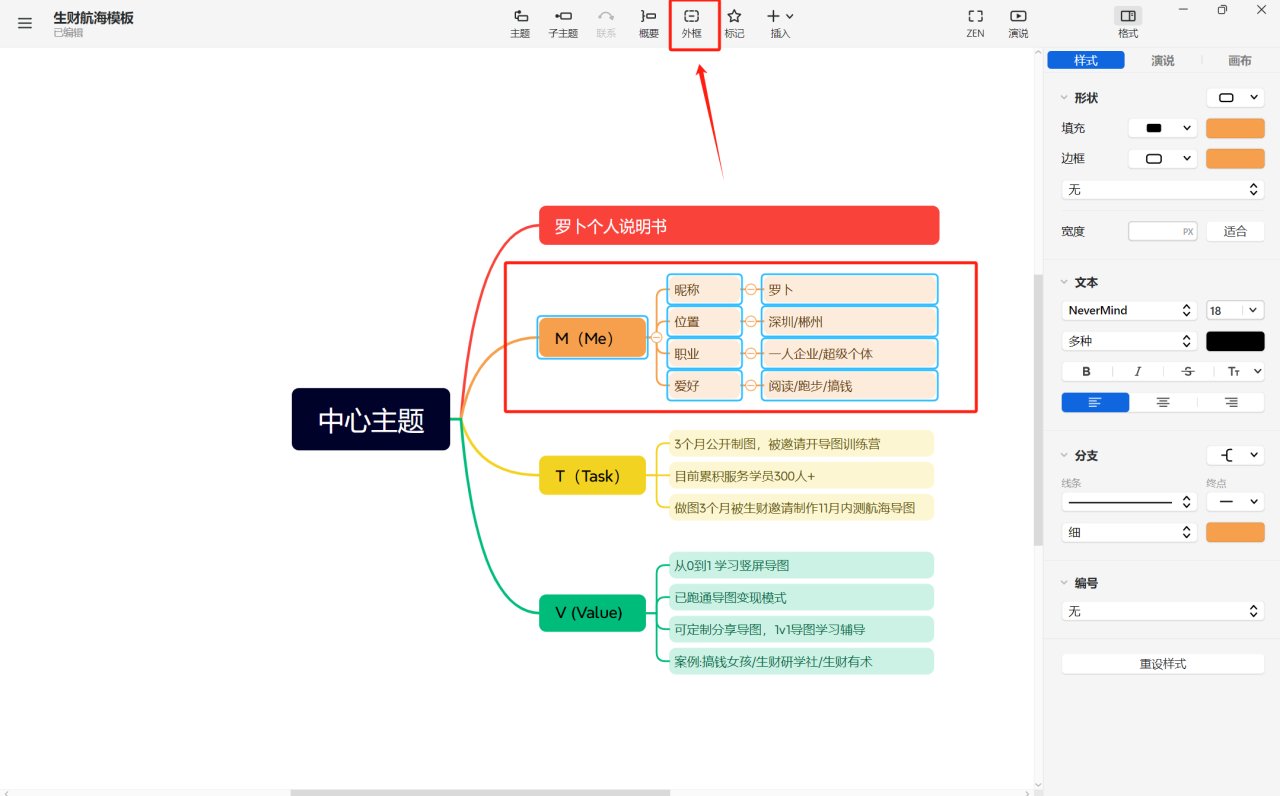 生财航海模板
已编辑
主题
子主题
联系
概要
外框
标记
插入
ZEN
演说
格式
样式
演说
画布
形状
填充
边框
无
宽度
PX
适合
文本
NeverMind
18
多种
B
I
S
Tт
分支
线条
终点
细
编号
无
重设样式
中心主题
罗卜个人说明书
M（Me）
昵称
罗卜
位置
深圳/郴州
职业
一人企业/超级个体
爱好
阅读/跑步/搞钱
T（Task）
3个月公开制图，被邀请开导图训练营
目前累积服务学员300人+
做图3个月被生财邀请制作11月内测航海导图
V (Value)
从0到1 学习竖屏导图
已跑通导图变现模式
可定制分享导图，1v1导图学习辅导
案例:搞钱女孩/生财研学社/生财有术